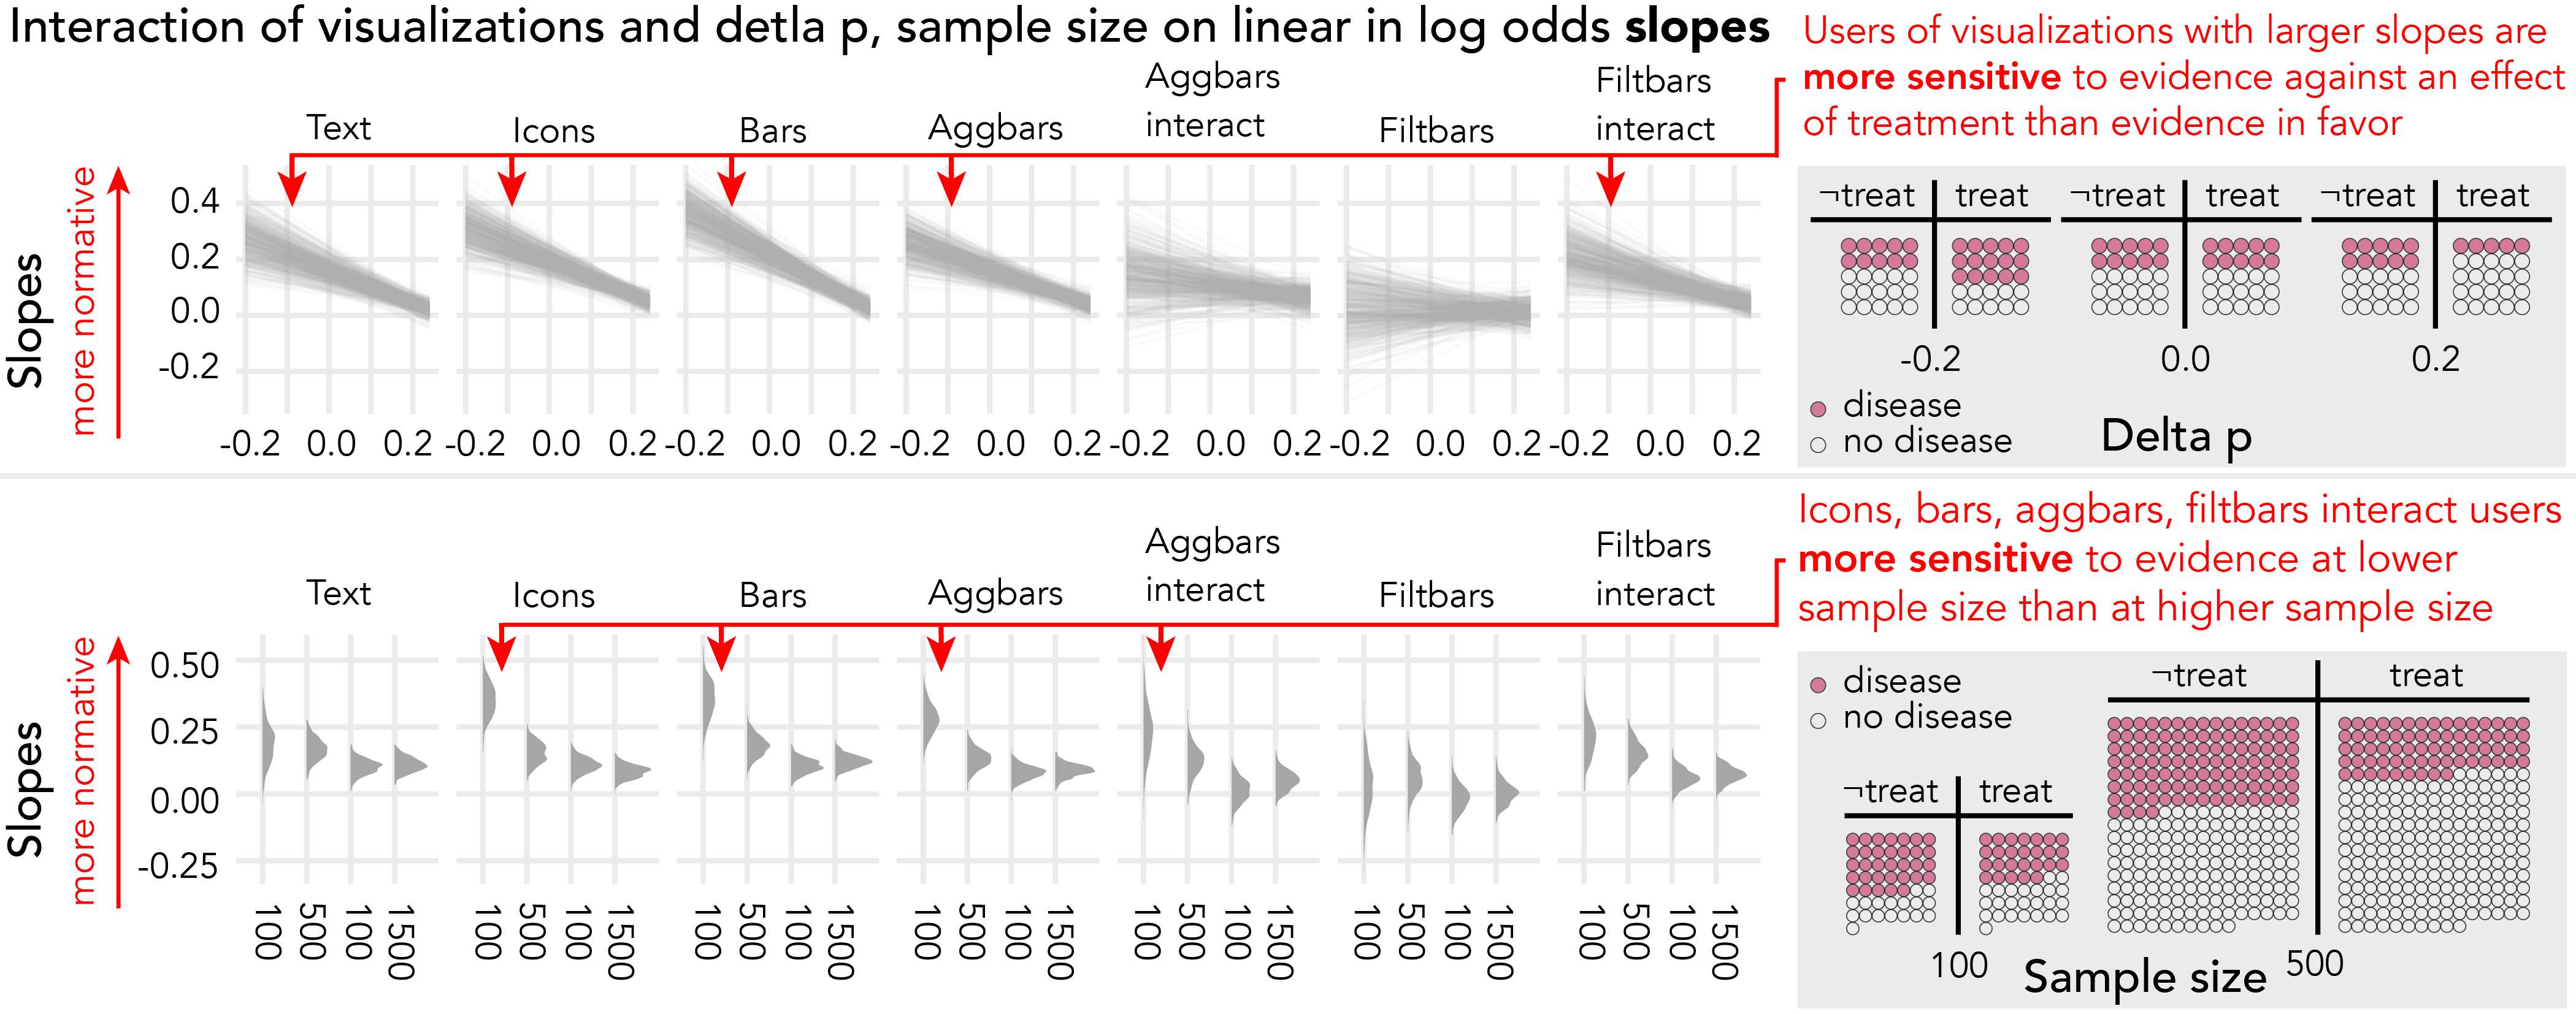 Interaction of visualizations and detla p, sample size on linear in log odds slopes
Users of visualizations with larger slopes are
more sensitive to evidence against an effect
of treatment than evidence in favor
Text
Icons
Bars
Aggbars
Aggbars
interact
Filtbars
Filtbars
interact
Slopes
more normative
0.4
0.2
0.0
-0.2
-0.2 0.0 0.2
-0.2 0.0 0.2
-0.2 0.0 0.2
-0.2 0.0 0.2
-0.2 0.0 0.2
-0.2 0.0 0.2
-0.2 0.0 0.2
¬treat treat
¬treat treat
¬treat treat
-0.2 0.0 0.2
disease
no disease
Delta p
Icons, bars, aggbars, filtbars interact users
more sensitive to evidence at lower
sample size than at higher sample size
Text
Icons
Bars
Aggbars
Aggbars
interact
Filtbars
Filtbars
interact
Slopes
more normative
0.50
0.25
0.00
-0.25
100 500 100 1500
100 500 100 1500
100 500 100 1500
100 500 100 1500
100 500 100 1500
100 500 100 1500
100 500 100 1500
disease
no disease
¬treat treat
¬treat treat
100 500
Sample size